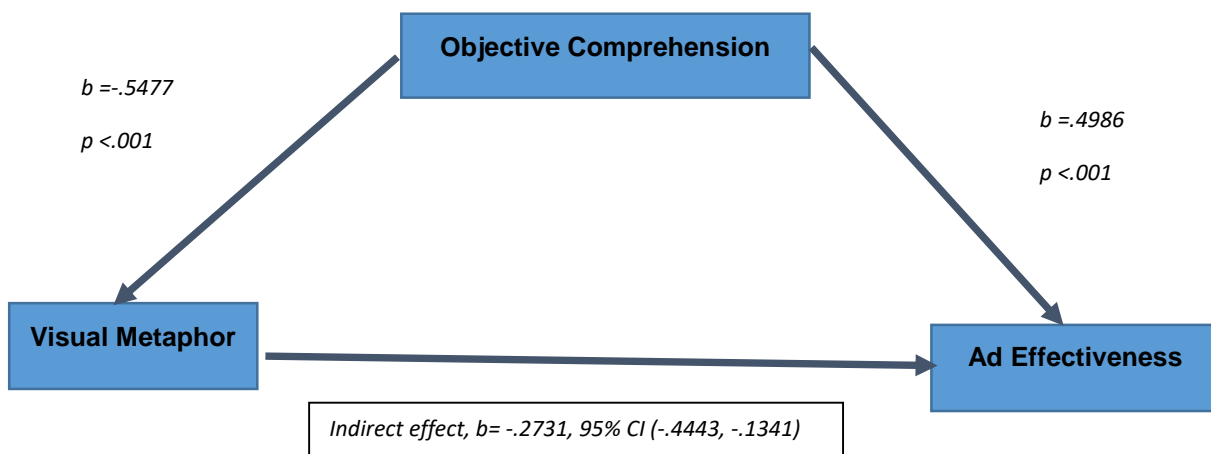 Objective Comprehension
b =-.5477
p <.001
b =.4986
p <.001
Visual Metaphor
Ad Effectiveness
Indirect effect, b= -.2731, 95% CI (-.4443, -.1341)